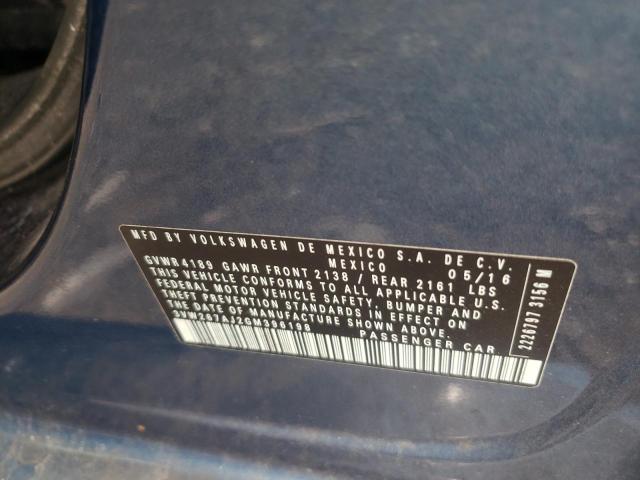 MFD BY VOLKSWAGEN DE MEXICO S.A. DE C.V.
MEXICO 05/16
GVWR 4189 GAWR FRONT 2138 / REAR 2161 LBS
THIS VEHICLE CONFORMS TO ALL APPLICABLE U.S.
FEDERAL MOTOR VEHICLE SAFETY, BUMPER AND
THEFT PREVENTION STANDARDS IN EFFECT ON
THE DATE OF MANUFACTURE SHOWN ABOVE.
PASSENGER CAR
2226797 3156 M